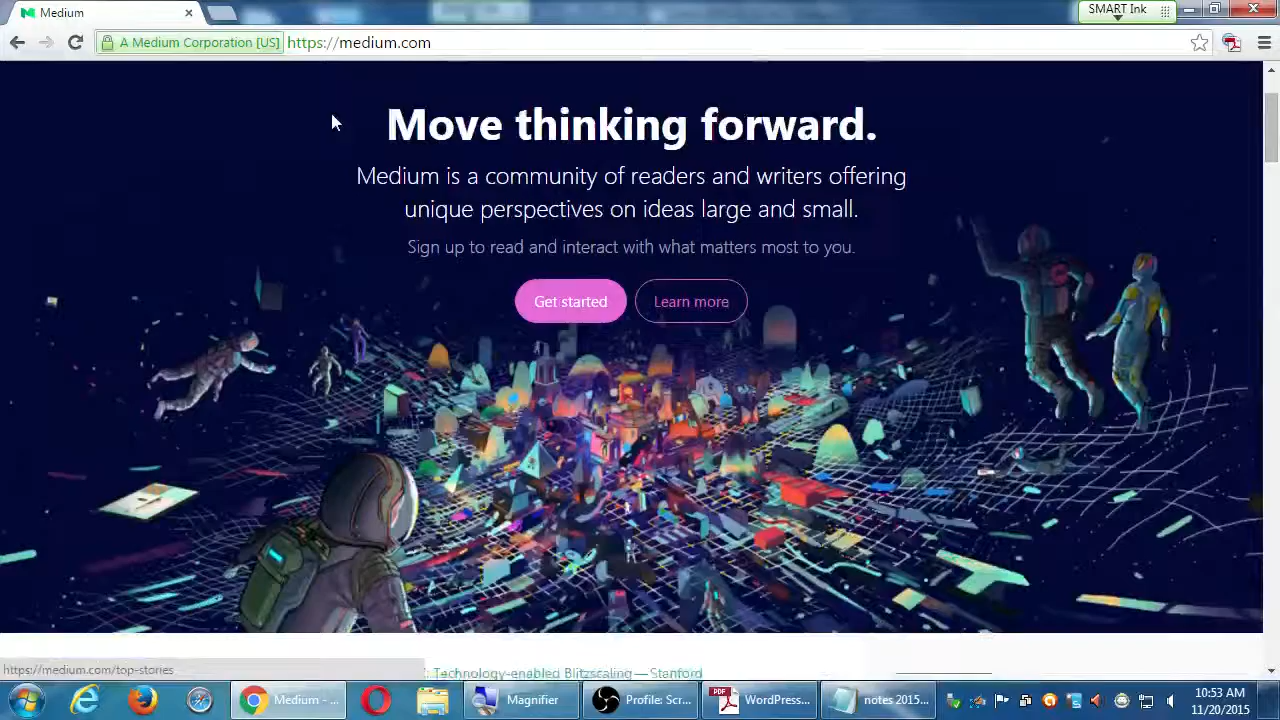 Medium
SMART Ink
A Medium Corporation [US]
https://medium.com
Move thinking forward.
Medium is a community of readers and writers offering
unique perspectives on ideas large and small.
Sign up to read and interact with what matters most to you.
Get started
Learn more
https://medium.com/top-stories
: Technology-enabled Blitzscaling — Stanford
Medium - ...
Magnifier
Profile: Scr...
PDF
WordPress...
notes 2015...
10:53 AM
11/20/2015